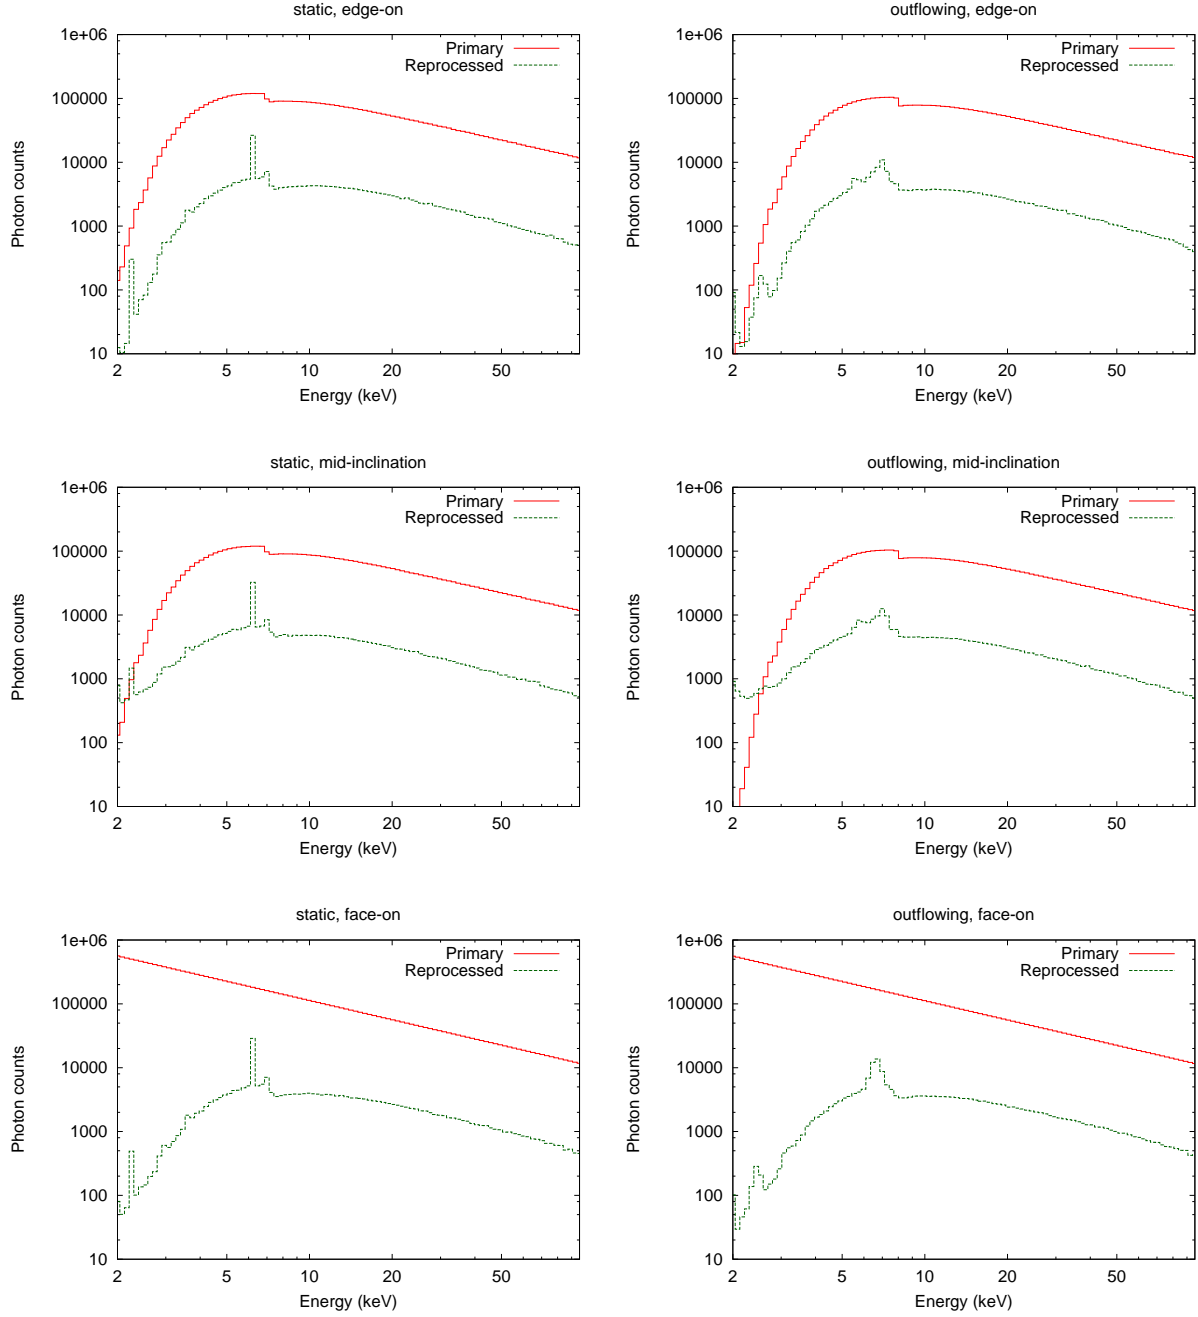 static, edge-on
1e+06
100000
10000
1000
100
10
Photon counts
Primary
Reprocessed
2 5 10 20 50
Energy (keV)
outflowing, edge-on
1e+06
100000
10000
1000
100
10
Photon counts
Primary
Reprocessed
2 5 10 20 50
Energy (keV)
static, mid-inclination
1e+06
100000
10000
1000
100
10
Photon counts
Primary
Reprocessed
2 5 10 20 50
Energy (keV)
outflowing, mid-inclination
1e+06
100000
10000
1000
100
10
Photon counts
Primary
Reprocessed
2 5 10 20 50
Energy (keV)
static, face-on
1e+06
100000
10000
1000
100
10
Photon counts
Primary
Reprocessed
2 5 10 20 50
Energy (keV)
outflowing, face-on
1e+06
100000
10000
1000
100
10
Photon counts
Primary
Reprocessed
2 5 10 20 50
Energy (keV)